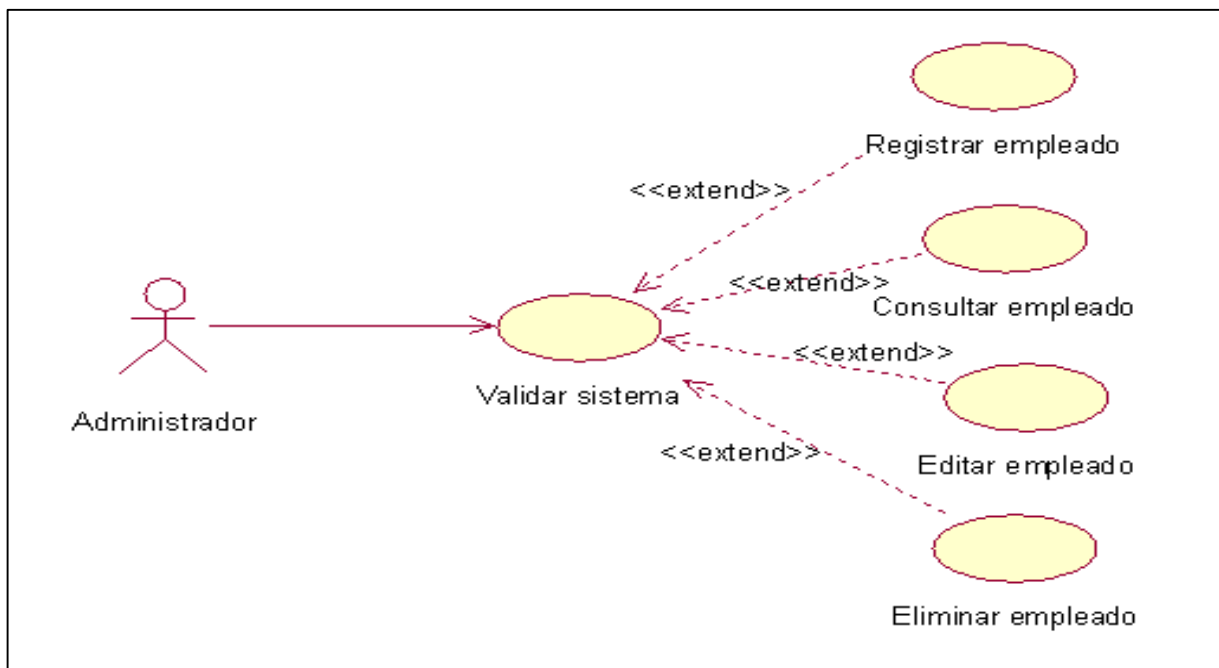 Registrar empleado
<<extend>>
<<extend>>
Consultar empleado
<<extend>>
Validar sistema
Administrador
<<extend>>
Editar empleado
Eliminar empleado